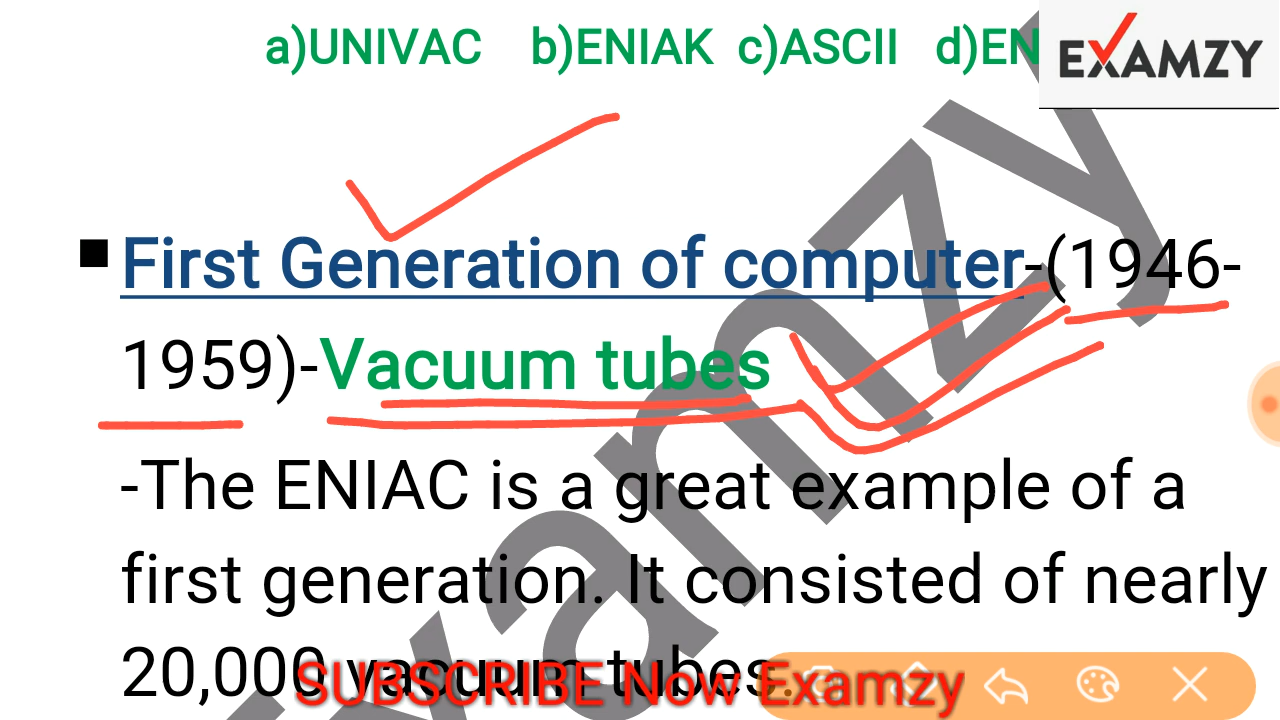 a)UNIVAC b)ENIAK c)ASCII d)EN
EXAMZY
First Generation of computer-(1946-
1959)-Vacuum tubes
-The ENIAC is a great example of a
first generation. It consisted of nearly
20,000 vacuum tubes.
SUBSCRIBE Now Examzy
examzy